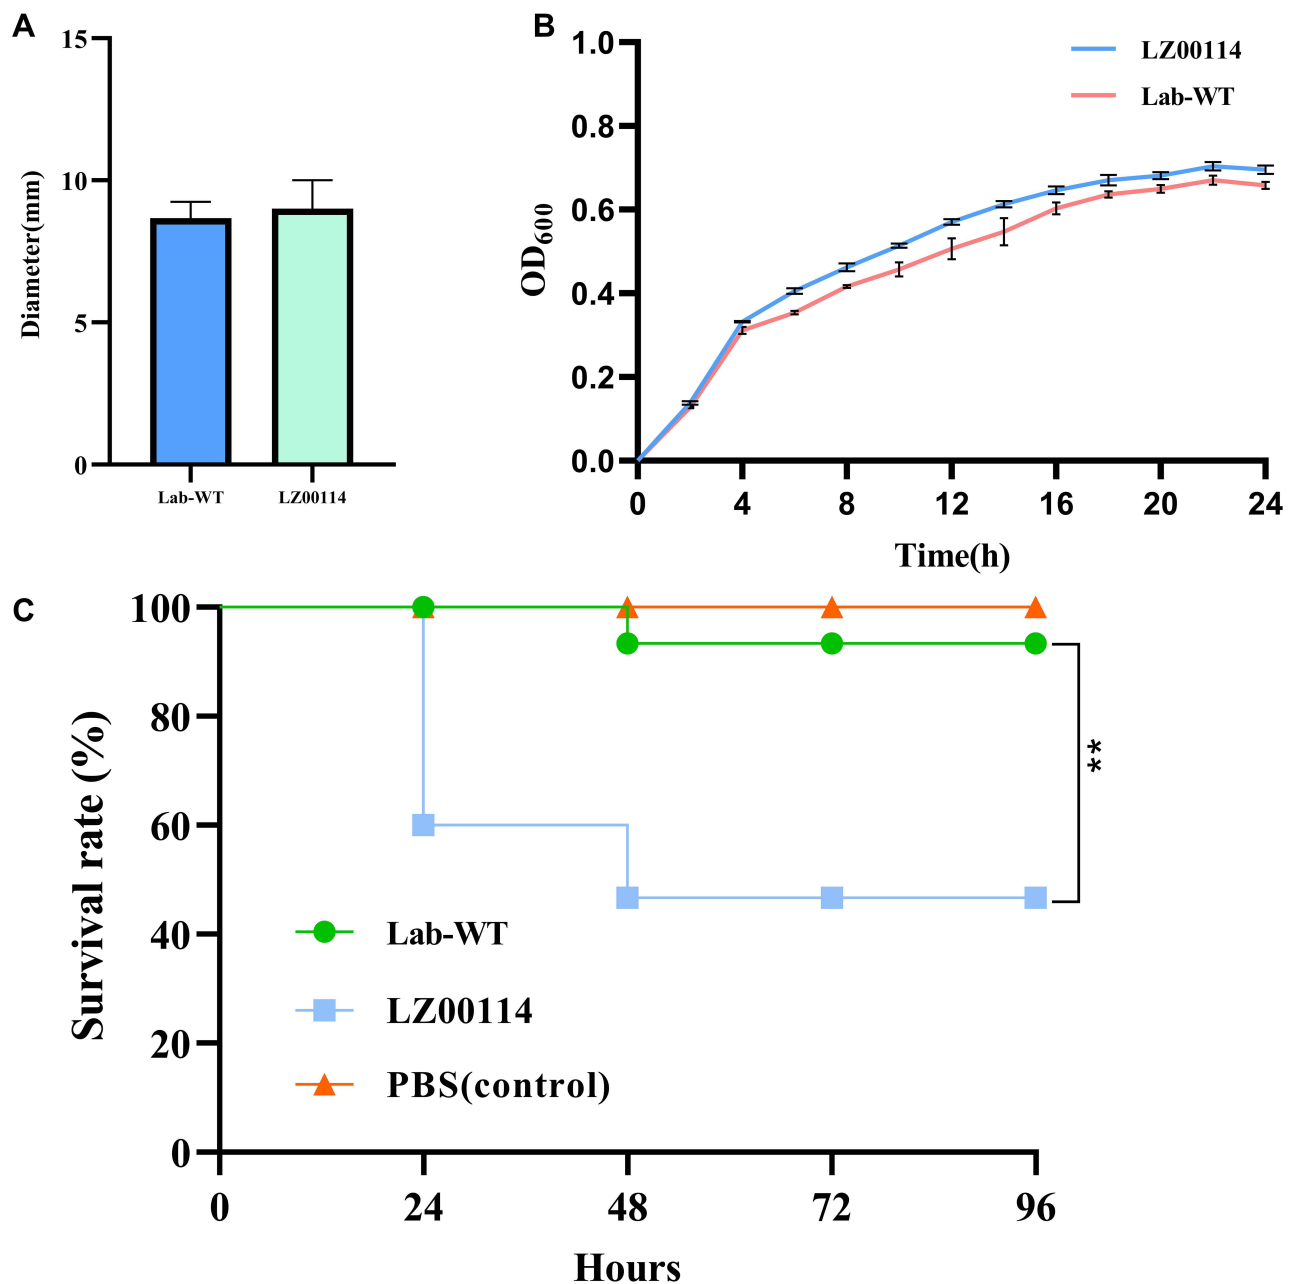 A
15
10
5
0
Diameter(mm)
Lab-WT
LZ00114
B
1.0
0.8
0.6
0.4
0.2
0.0
OD600
LZ00114
Lab-WT
0 4 8 12 16 20 24
Time(h)
C
100
80
60
40
20
0
Survival rate (%)
**
Lab-WT
LZ00114
PBS(control)
0 24 48 72 96
Hours